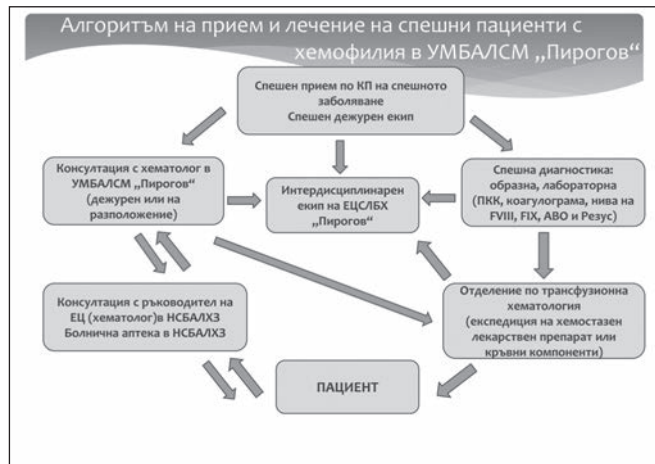 Алгоритъм на прием и лечение на спешни пациенти с
хемофилия в УМБАЛСМ „Пирогов“
Спешен прием по КП на спешното
заболяване
Спешен дежурен екип
Консултация с хематолог в
УМБАЛСМ „Пирогов“
(дежурен или на
разположение)
Интердисциплинарен
екип на ЕЦСЛБХ
„Пирогов“
Спешна диагностика:
образна, лабораторна
(ПКК, коагулограма, нива на
FVIII, FIX, АВО и Резус)
Консултация с ръководител на
ЕЦ (хематолог)в НСБАЛХЗ
Болнична аптека в НСБАЛХЗ
Отделение по трансфузионна
хематология
(експедиция на хемостазен
лекарствен препарат или
кръвни компоненти)
ПАЦИЕНТ